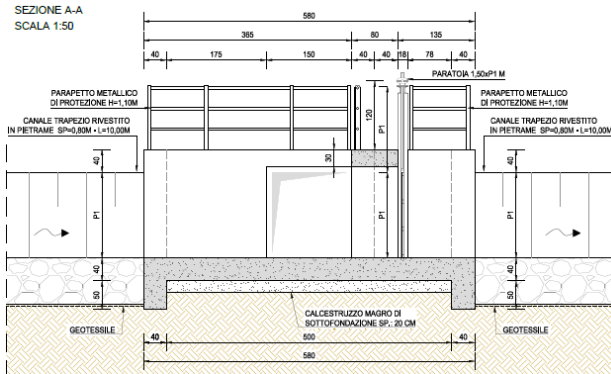 SEZIONE A-A
SCALA 1:50
580
365
80
135
40
175
150
40
40
18
78
40
PARATOIA 1,50xP1 M
PARAPETTO METALLICO
DI PROTEZIONE H=1,10M
PARAPETTO METALLICO
DI PROTEZIONE H=1,10M
CANALE TRAPEZIO RIVESTITO
IN PIETRAME SP=0,80M - L=10,00M
CANALE TRAPEZIO RIVESTITO
IN PIETRAME SP=0,80M - L=10,00M
120
P1
40
30
40
P1
P1
P1
40
40
40
50
50
CALCESTRUZZO MAGRO DI
SOTTOFONDAZIONE SP.: 20 CM
GEOTESSILE
GEOTESSILE
40
500
40
580